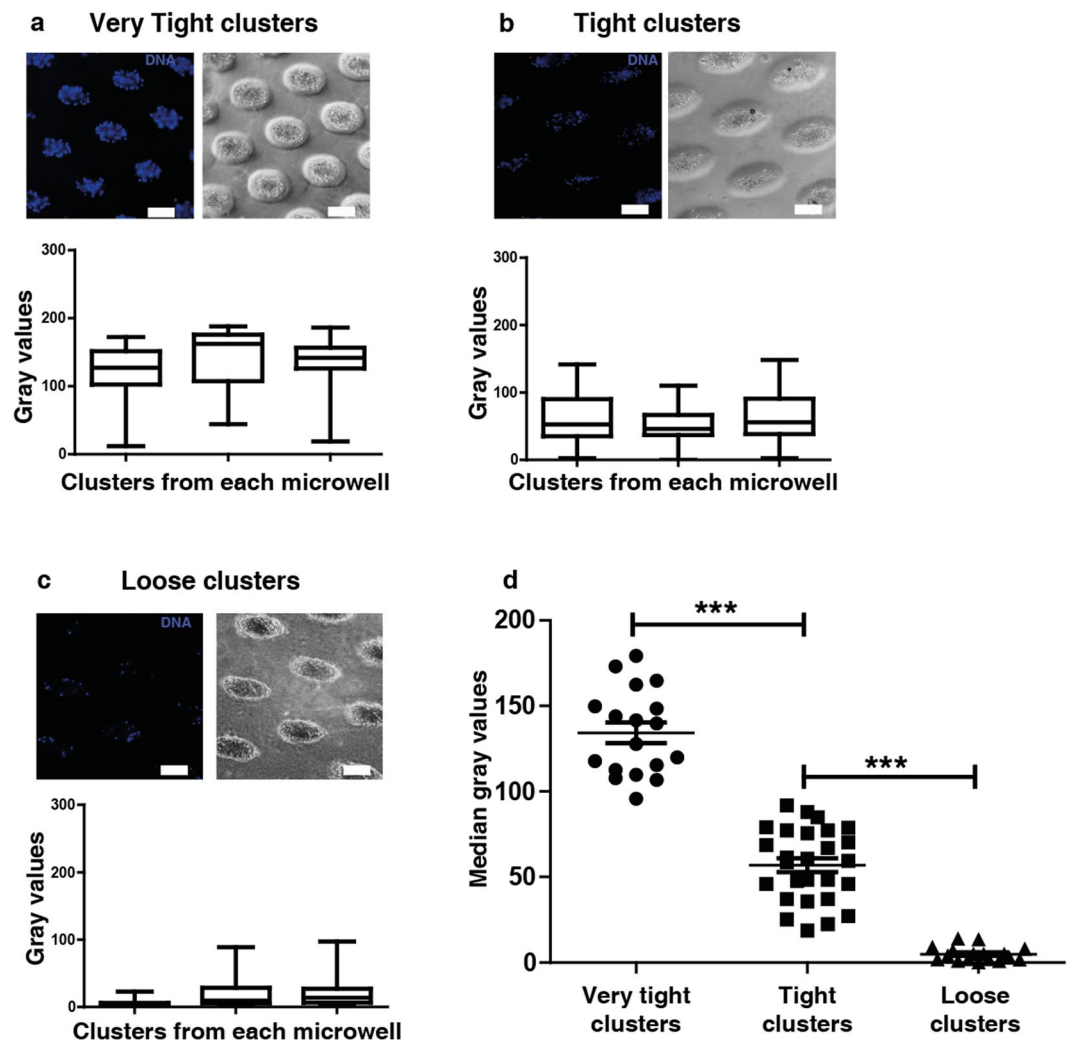 a Very Tight clusters
DNA
300
200
100
0
Gray values
Clusters from each microwell
b Tight clusters
DNA
300
200
100
0
Gray values
Clusters from each microwell
c Loose clusters
DNA
300
200
100
0
Gray values
Clusters from each microwell
d
200
150
100
50
0
Median gray values
***
***
Very tight
clusters
Tight
clusters
Loose
clusters